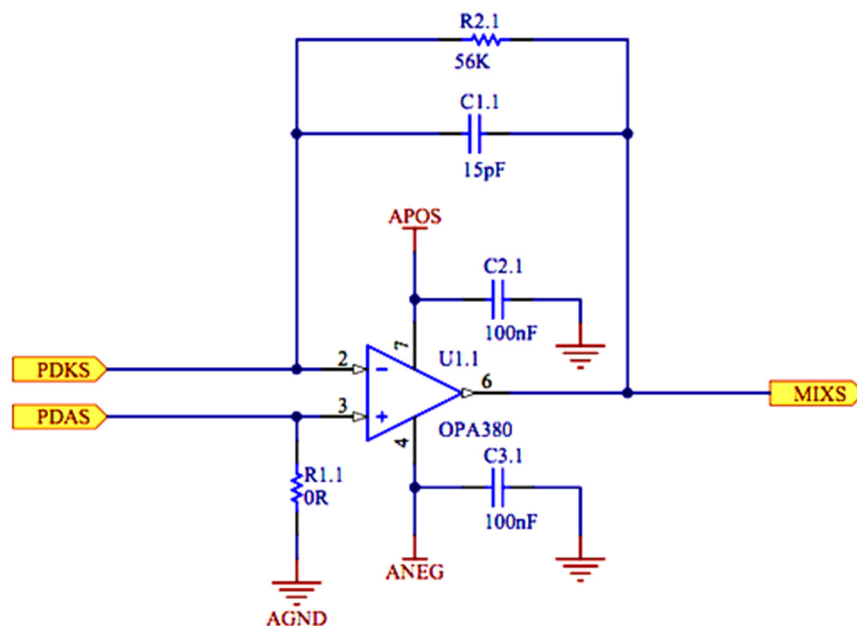 R2.1
56K
C1.1
15pF
APOS
C2.1
100nF
7
U1.1
PDKS
2
-
6
MIXS
PDAS
3
+
OPA380
4
C3.1
100nF
R1.1
0R
ANEG
AGND